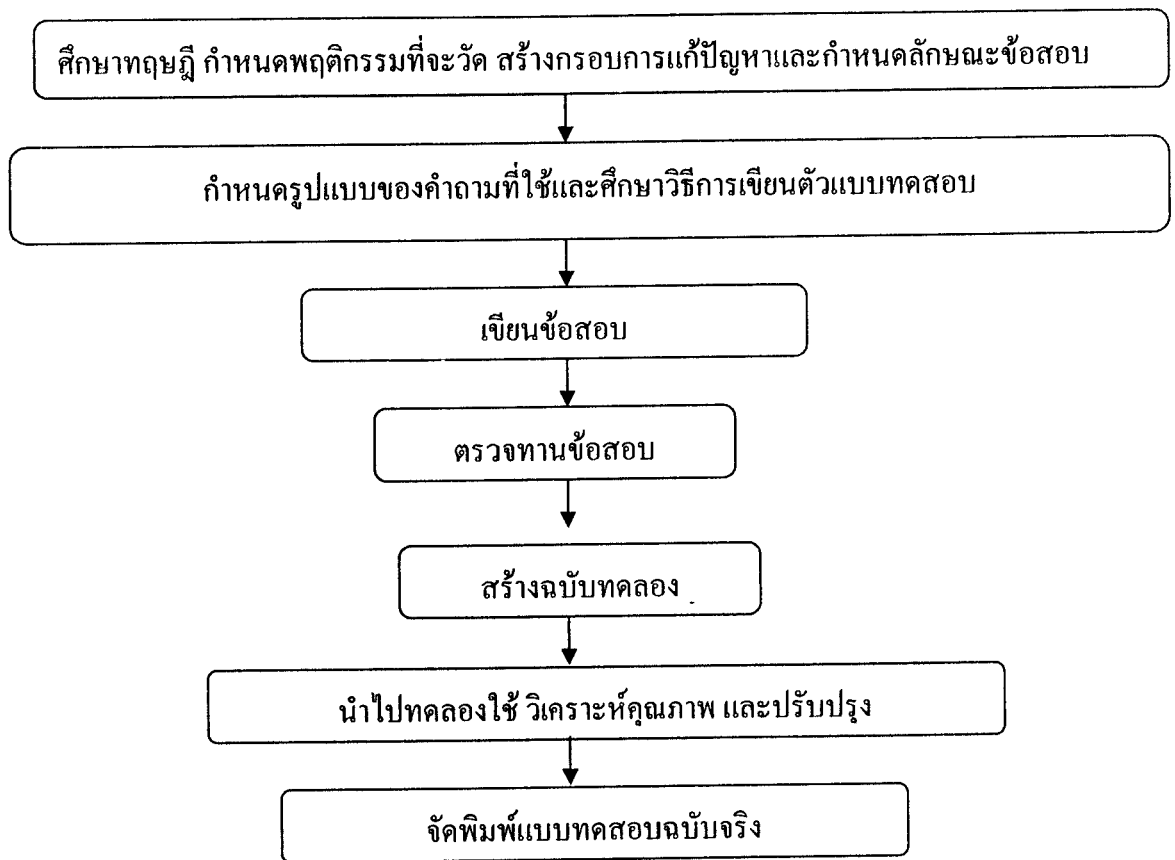 ศึกษาทฤษฎี กำหนดพฤติกรรมที่จะวัด สร้างกรอบการแก้ปัญหาและกำหนดลักษณะข้อสอบ
กำหนดรูปแบบของคำถามที่ใช้และศึกษาวิธีการเขียนตัวแบบทดสอบ
เขียนข้อสอบ
ตรวจทานข้อสอบ
สร้างฉบับทดลอง
นำไปทดลองใช้ วิเคราะห์คุณภาพ และปรับปรุง
จัดพิมพ์แบบทดสอบฉบับจริง